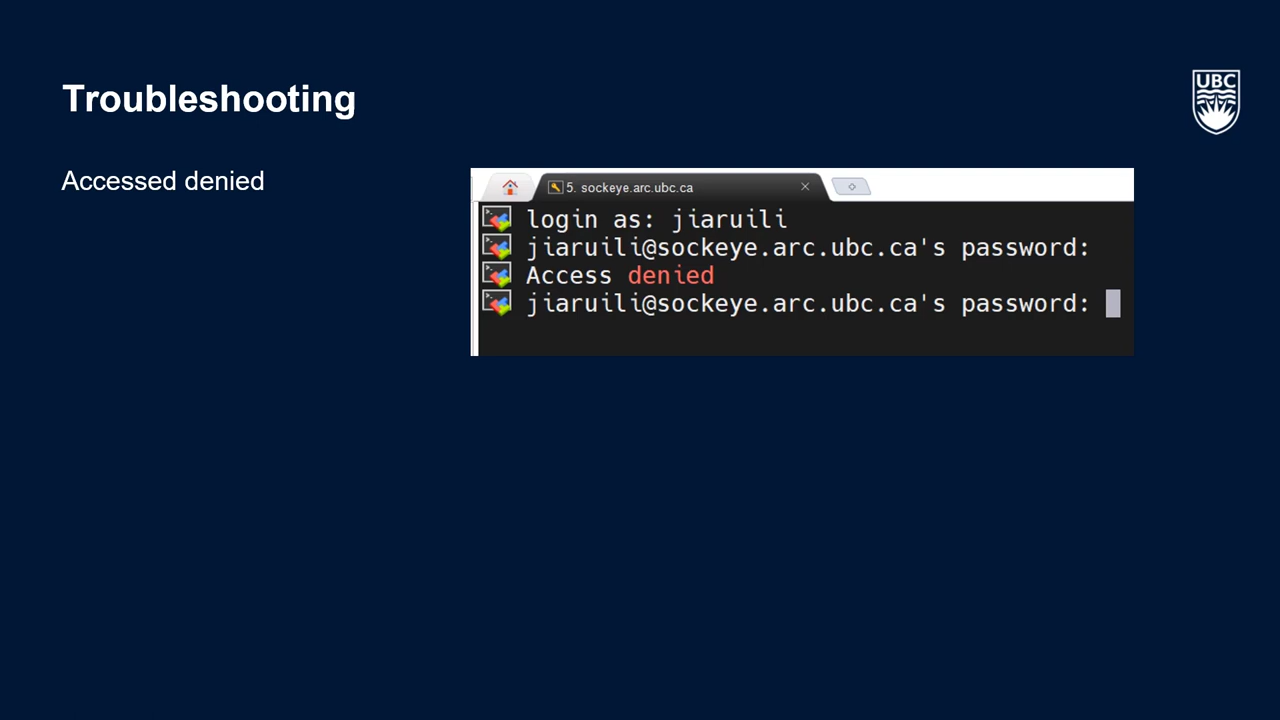 Troubleshooting
UBC
Accessed denied
5. sockeye.arc.ubc.ca
login as: jiaruili
jiaruili@sockeye.arc.ubc.ca's password:
Access denied
jiaruili@sockeye.arc.ubc.ca's password: